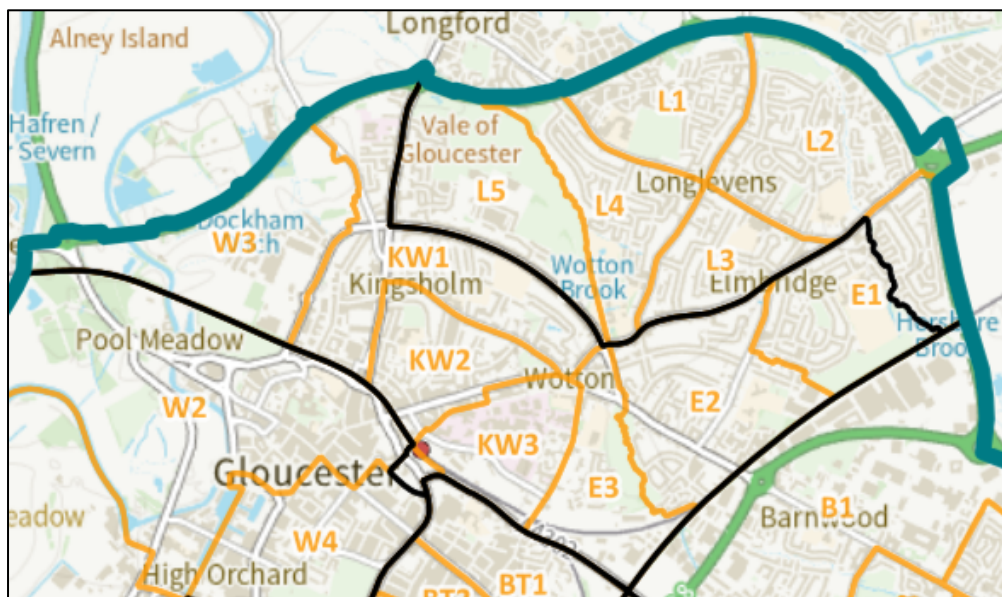 Longford
Alney Island
L1
Hafren /
Severn
Vale of
Gloucester
L2
Longlevens
L5
L4
Dockham
W3
KW1
Kingsholm
Wotton
Brook
L3
Elmbridge
E1
Horsbere
Brook
Pool Meadow
KW2
Wotton
E2
W2
KW3
Gloucester
E3
B1
Barnwood
eadow
W4
4202
High Orchard
BT1
BT2